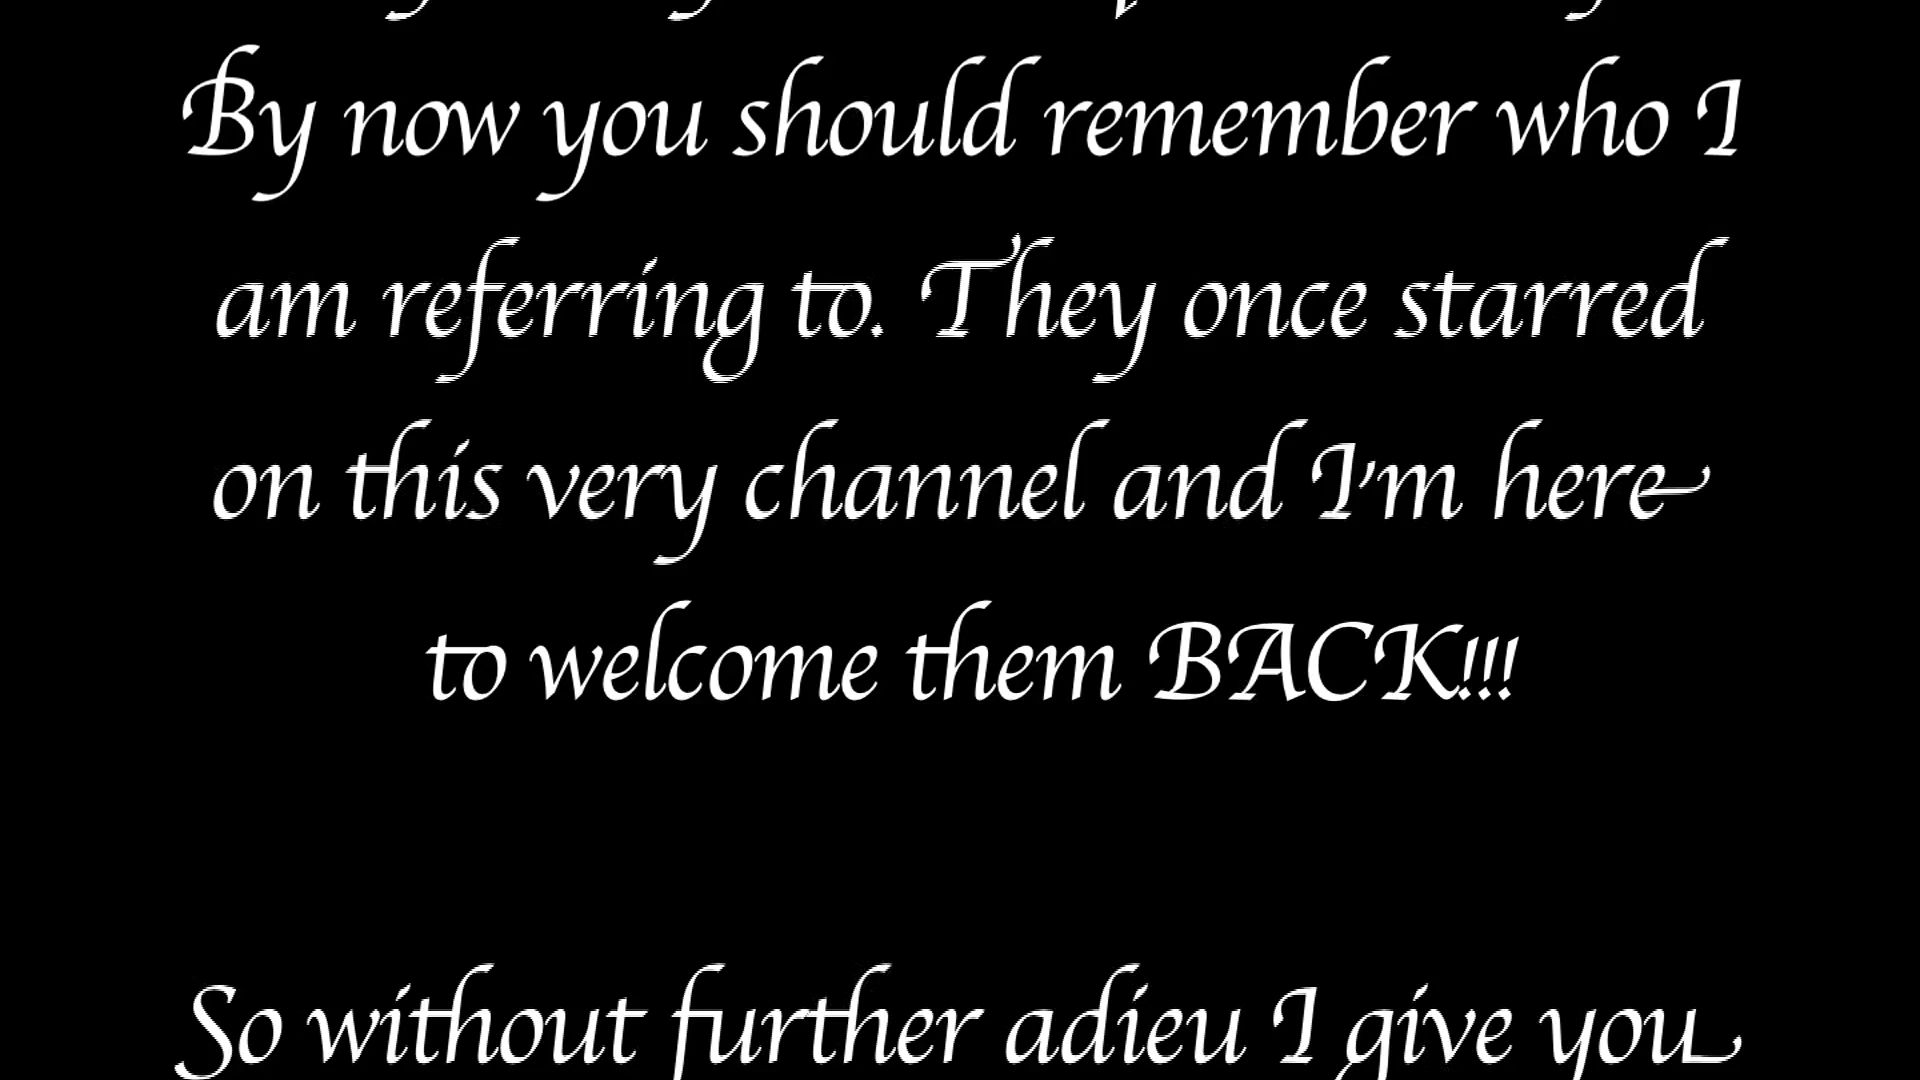 By now you should remember who I
am referring to. They once starred
on this very channel and I'm here
to welcome them BACK!!!
So without further adieu I give you